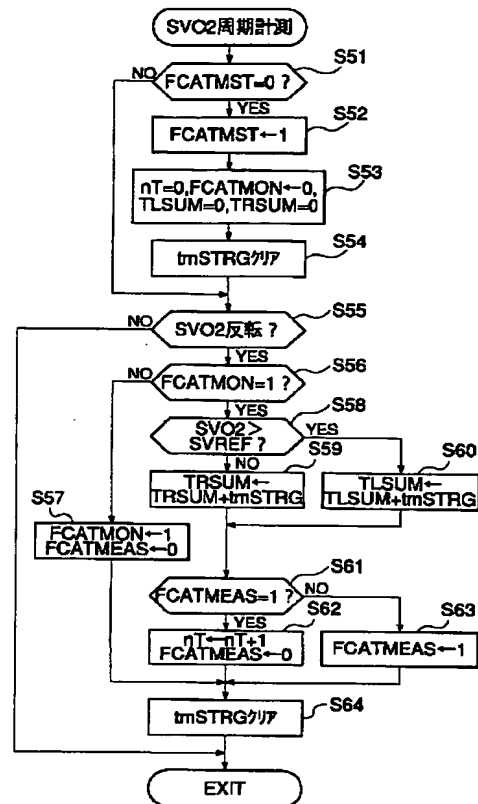 SVO2周期計測
S51
NO
FCATMST=0 ?
YES
S52
FCATMST←1
S53
nT=0,FCATMON←0,
TLSUM=0,TRSUM=0
S54
tmSTRGクリア
S55
NO
SVO2反転 ?
YES
S56
NO
FCATMON=1 ?
YES
S58
SVO2>
SVREF ?
YES
NO
S59
TRSUM←
TRSUM+tmSTRG
S60
TLSUM←
TLSUM+tmSTRG
S57
FCATMON←1
FCATMEAS←0
S61
FCATMEAS=1 ?
NO
YES
S62
nT←nT+1
FCATMEAS←0
S63
FCATMEAS←1
S64
tmSTRGクリア
EXIT